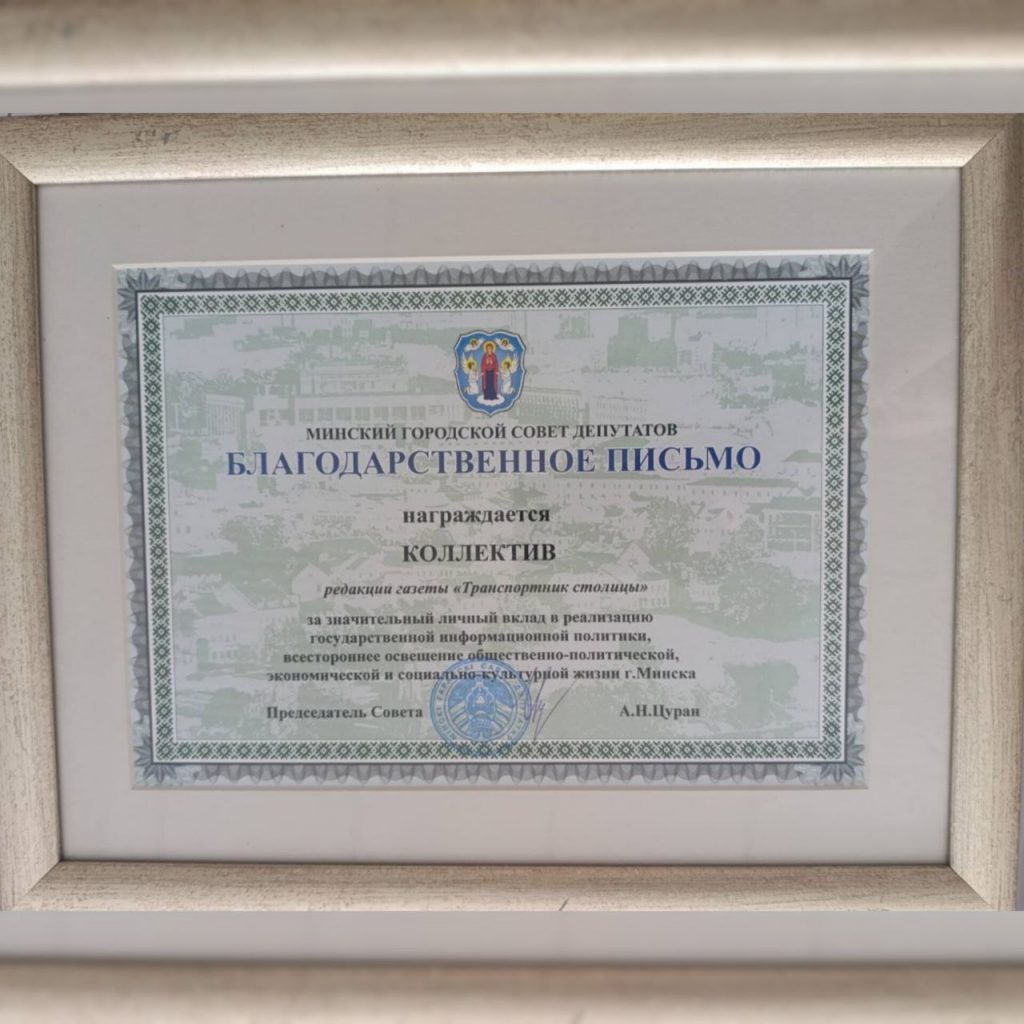 МИНСКИЙ ГОРОДСКОЙ СОВЕТ ДЕПУТАТОВ
БЛАГОДАРСТВЕННОЕ ПИСЬМО
награждается
КОЛЛЕКТИВ
редакции газеты «Транспортник столицы»
за значительный личный вклад в реализацию
государственной информационной политики,
всестороннее освещение общественно-политической,
экономической и социально-культурной жизни г.Минска
Председатель Совета А.Н.Цуран